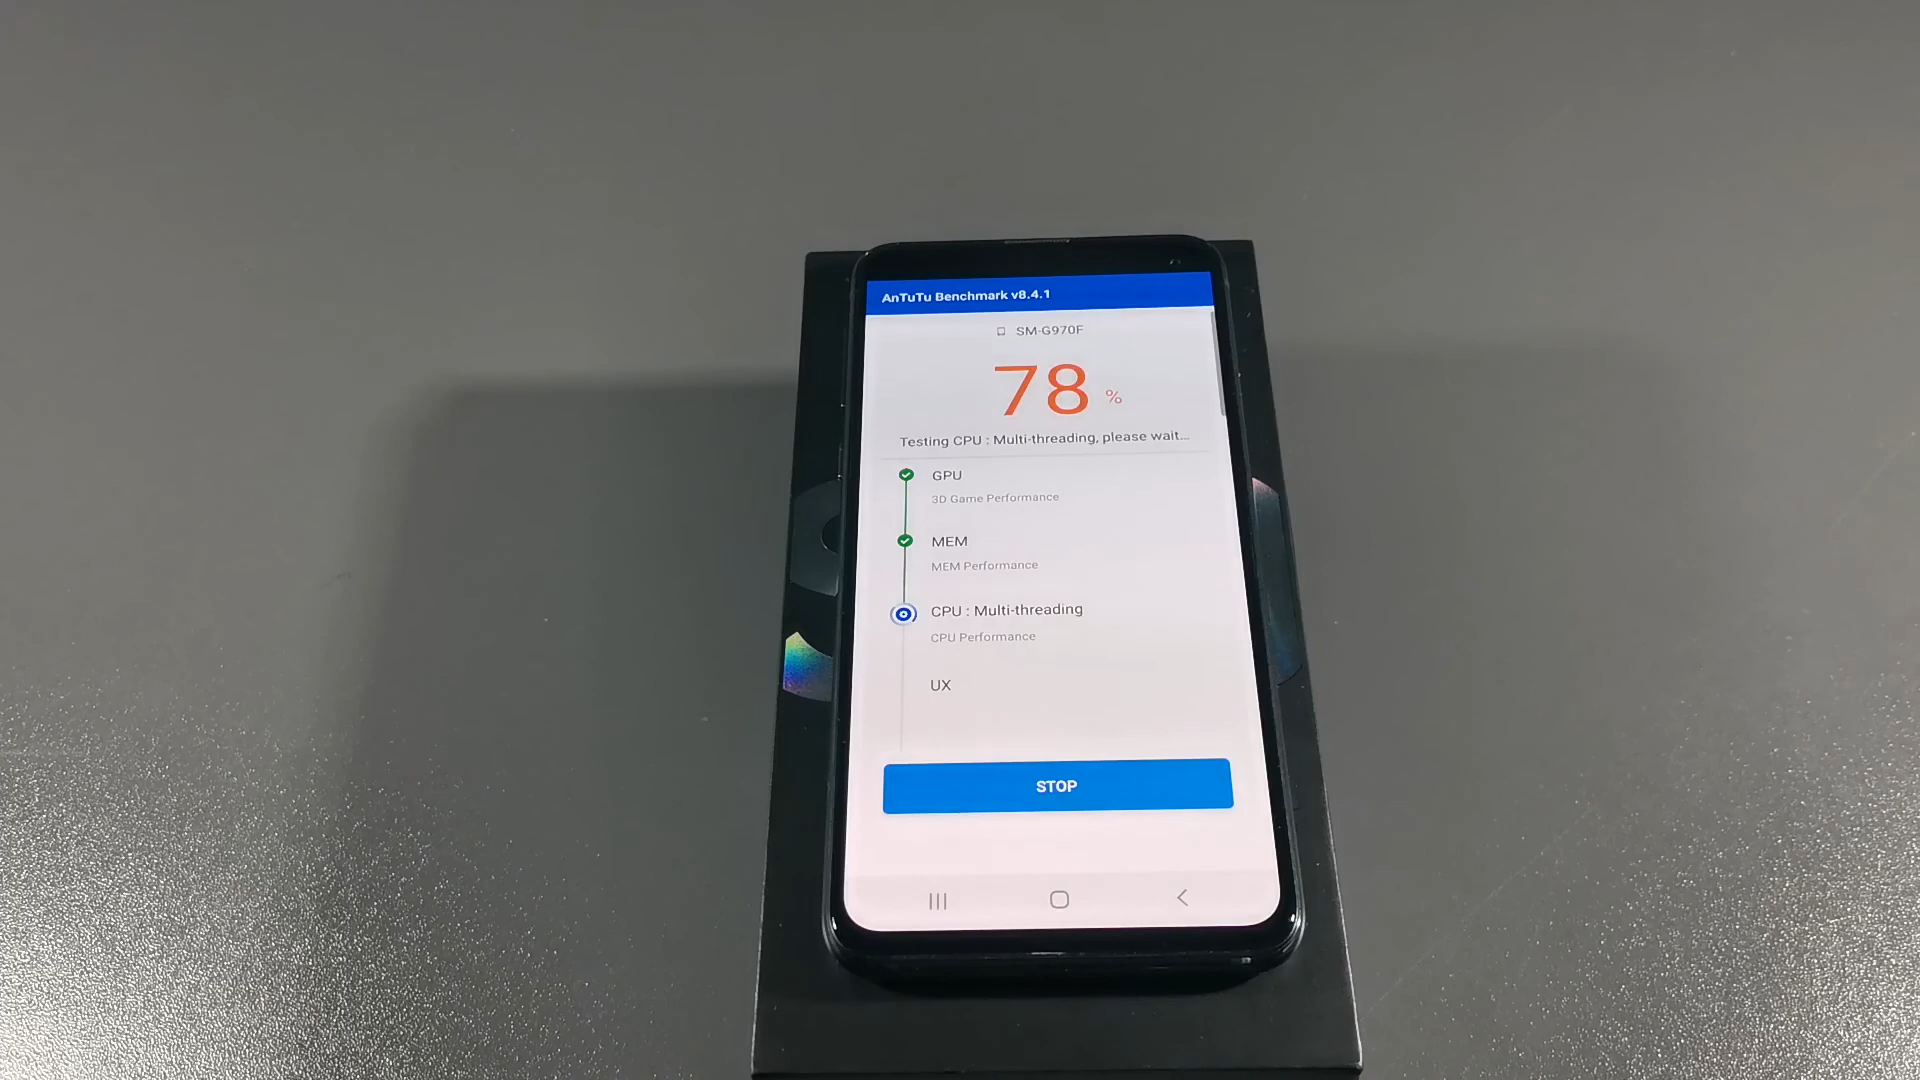 AnTuTu Benchmark v8.4.1
SM-G970F
78 %
Testing CPU : Multi-threading, please wait...
GPU
3D Game Performance
MEM
MEM Performance
CPU : Multi-threading
CPU Performance
UX
STOP